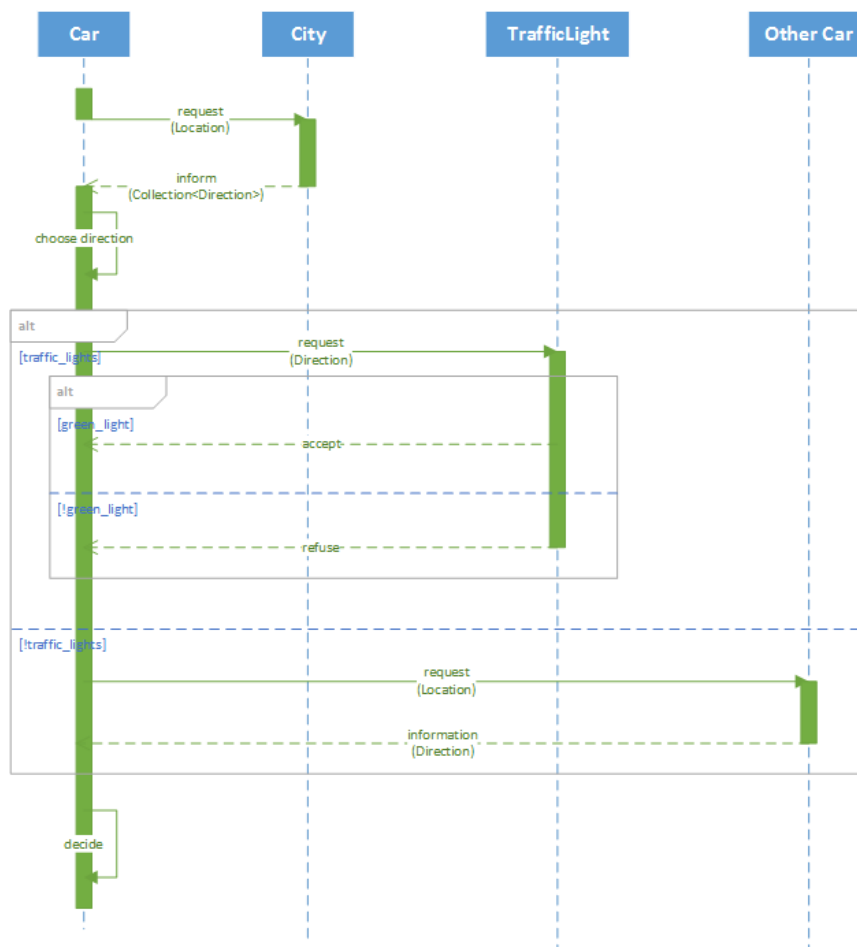 Car
City
TrafficLight
Other Car
request
(Location)
inform
(Collection<Direction>)
choose direction
alt
[traffic_lights]
request
(Direction)
alt
[green_light]
accept
[!green_light]
refuse
[!traffic_lights]
request
(Location)
information
(Direction)
decide